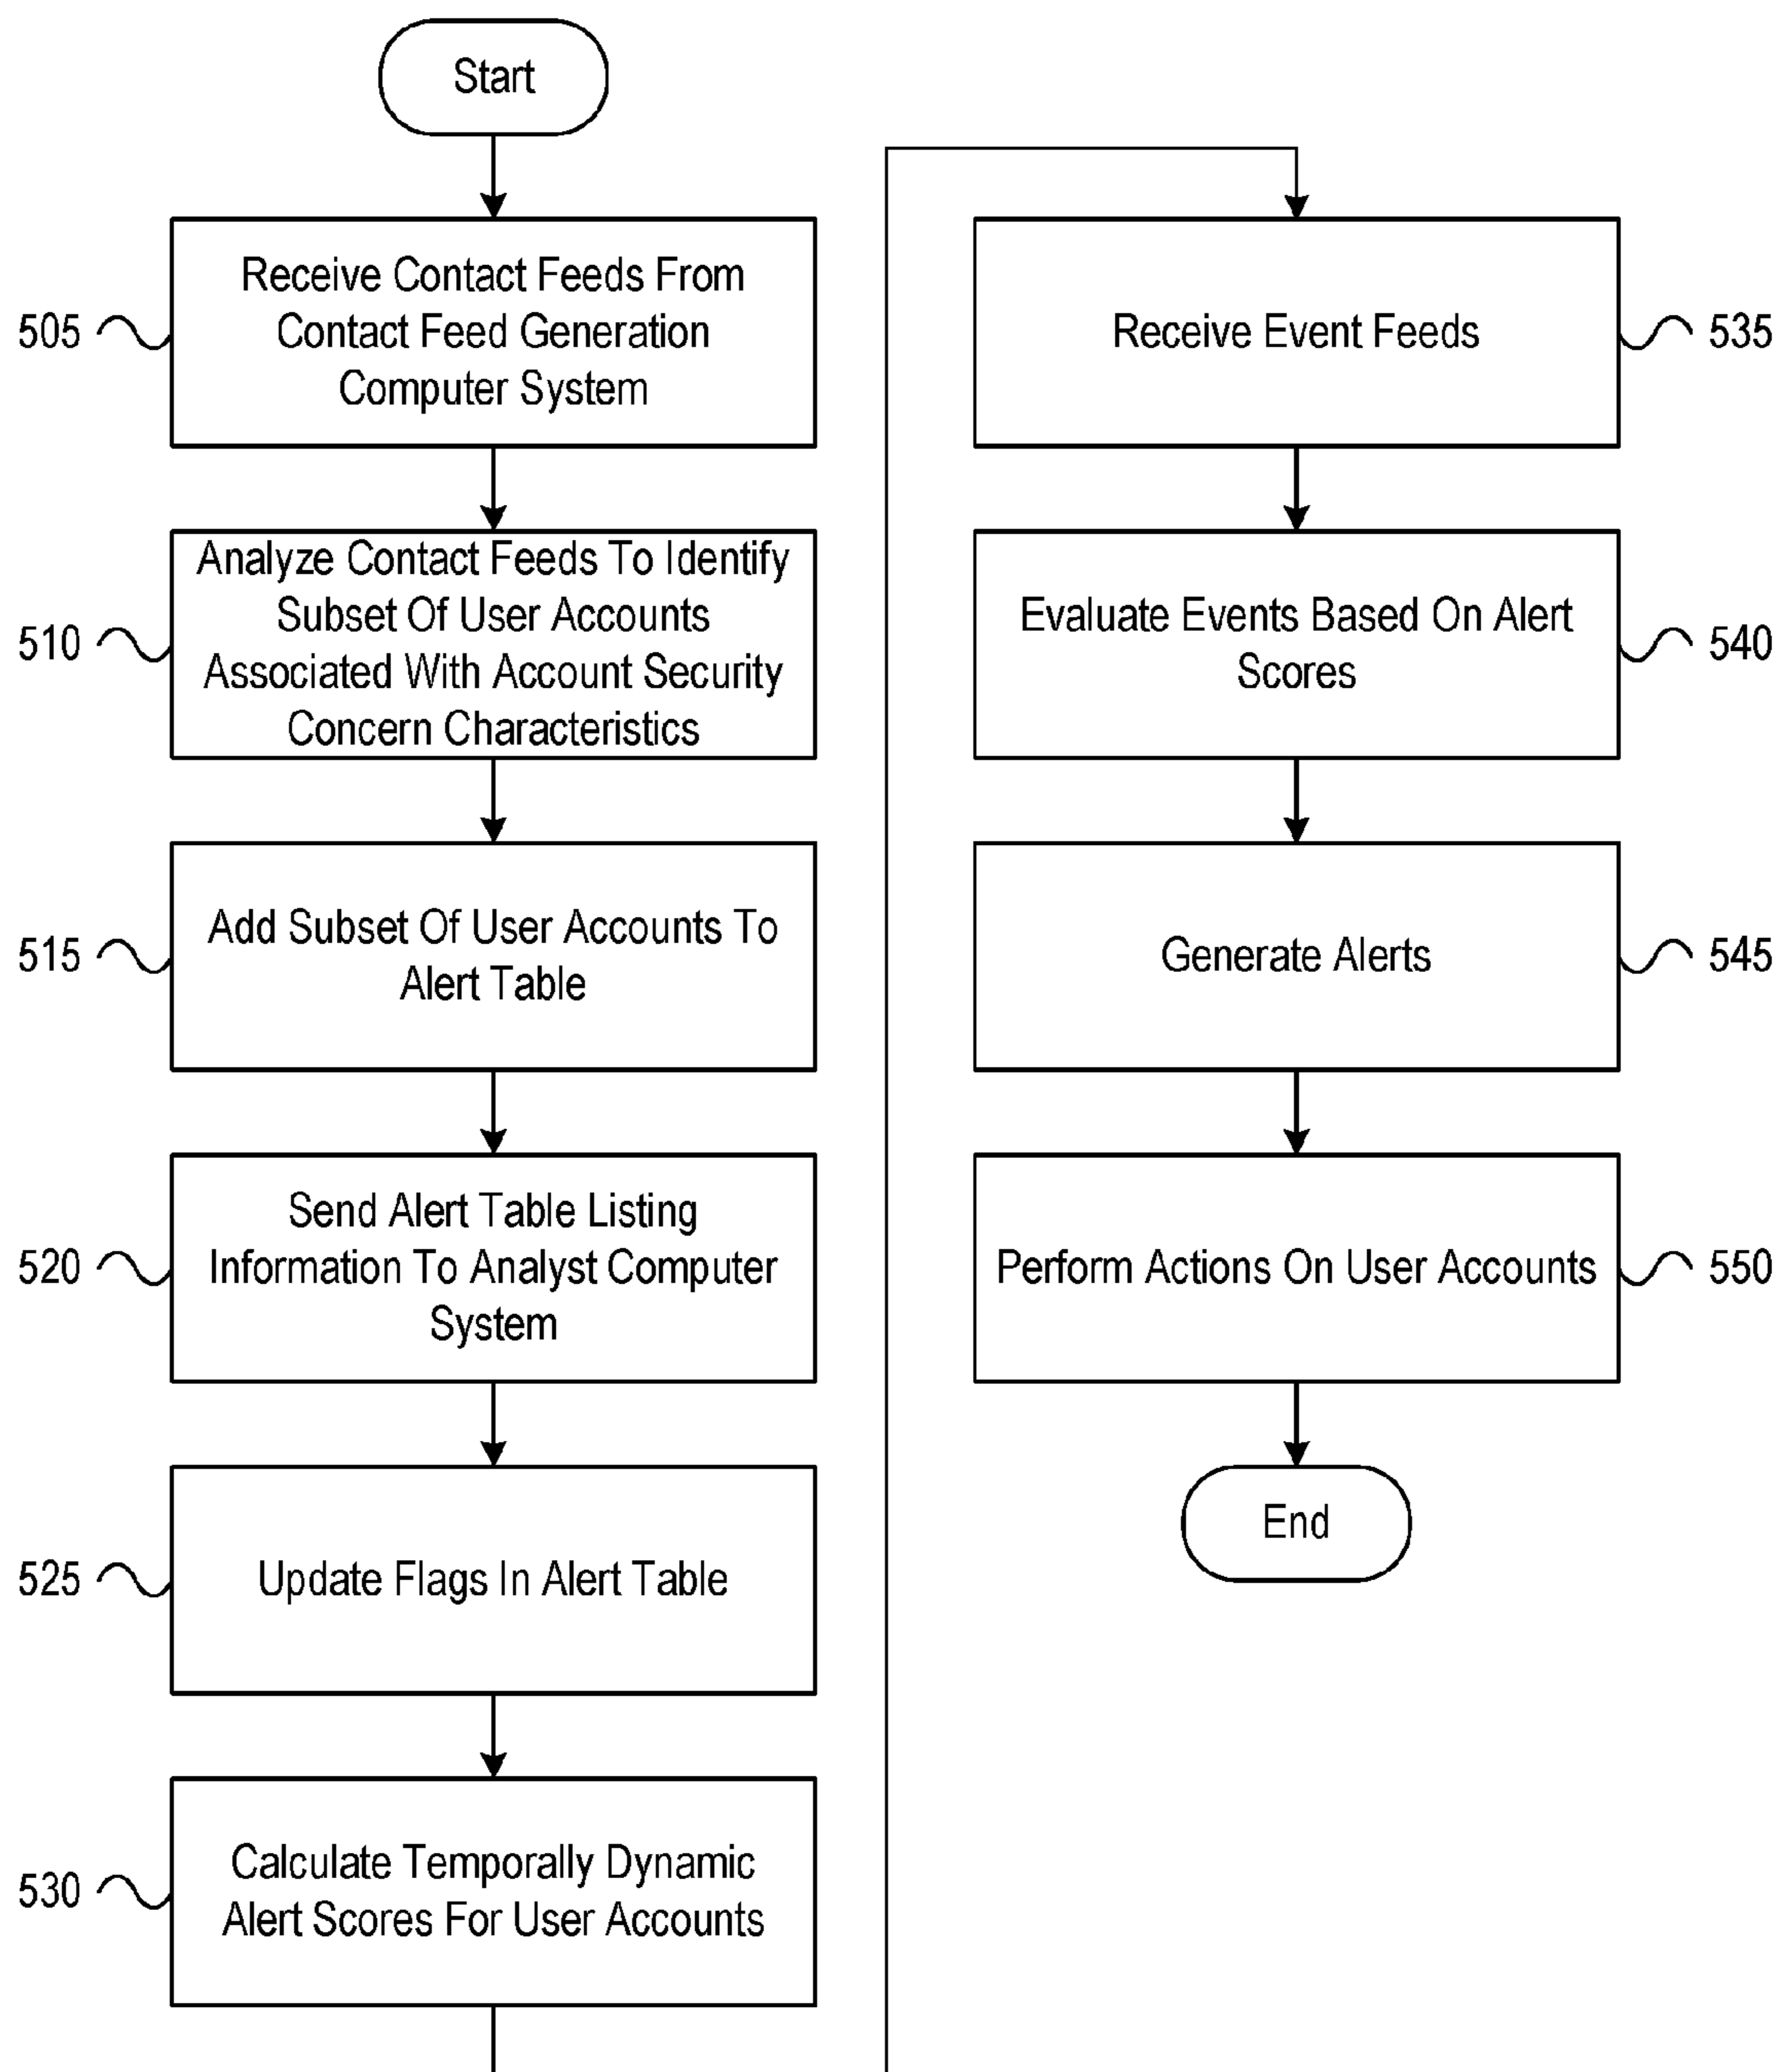 Start
505
Receive Contact Feeds From
Contact Feed Generation
Computer System
510
Analyze Contact Feeds To Identify
Subset Of User Accounts
Associated With Account Security
Concern Characteristics
515
Add Subset Of User Accounts To
Alert Table
520
Send Alert Table Listing
Information To Analyst Computer
System
525
Update Flags In Alert Table
530
Calculate Temporally Dynamic
Alert Scores For User Accounts
Receive Event Feeds
535
Evaluate Events Based On Alert
Scores
540
Generate Alerts
545
Perform Actions On User Accounts
550
End